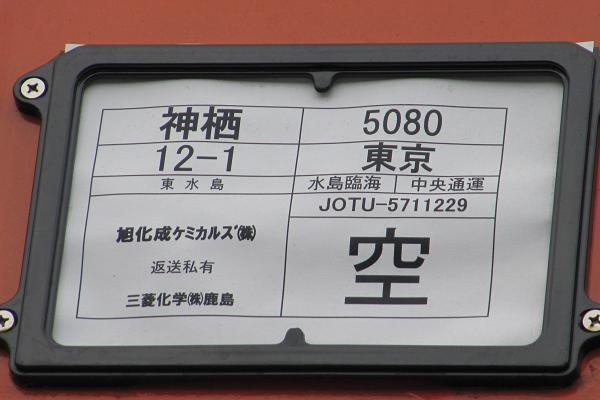 神栖 5080
12-1 東京
東水島 水島臨海 中央通運
JOTU-5711229
旭化成ケミカルズ㈱
空
返送私有
三菱化学㈱鹿島